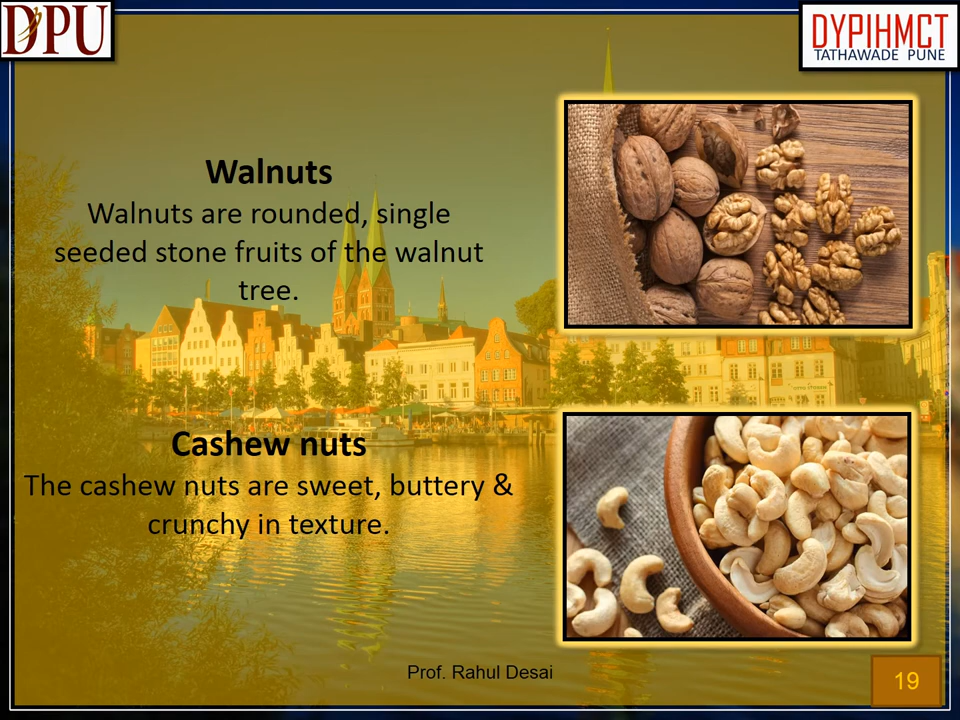 DPU
DYPIHMCT
TATHAWADE PUNE
Walnuts
Walnuts are rounded, single
seeded stone fruits of the walnut
tree.
Cashew nuts
The cashew nuts are sweet, buttery &
crunchy in texture.
Prof. Rahul Desai
19